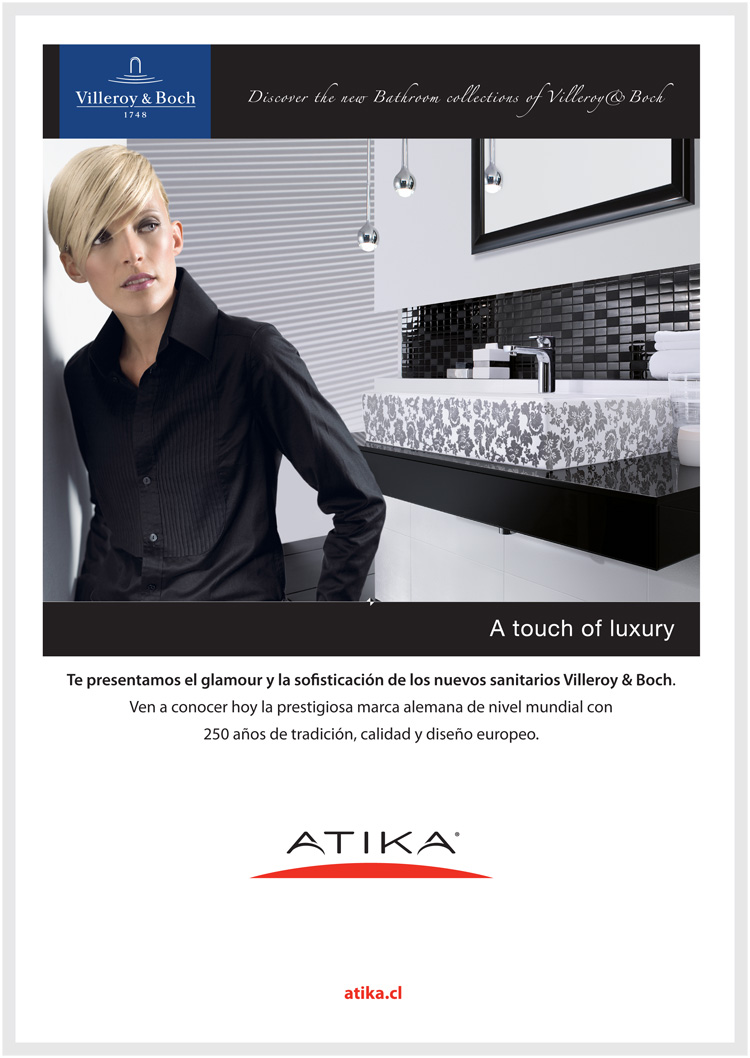 Villeroy & Boch
1748
Discover the new Bathroom collections of Villeroy & Boch
A touch of luxury
Te presentamos el glamour y la sofisticación de los nuevos sanitarios Villeroy & Boch.
Ven a conocer hoy la prestigiosa marca alemana de nivel mundial con
250 años de tradición, calidad y diseño europeo.
ATIKA®
atika.cl